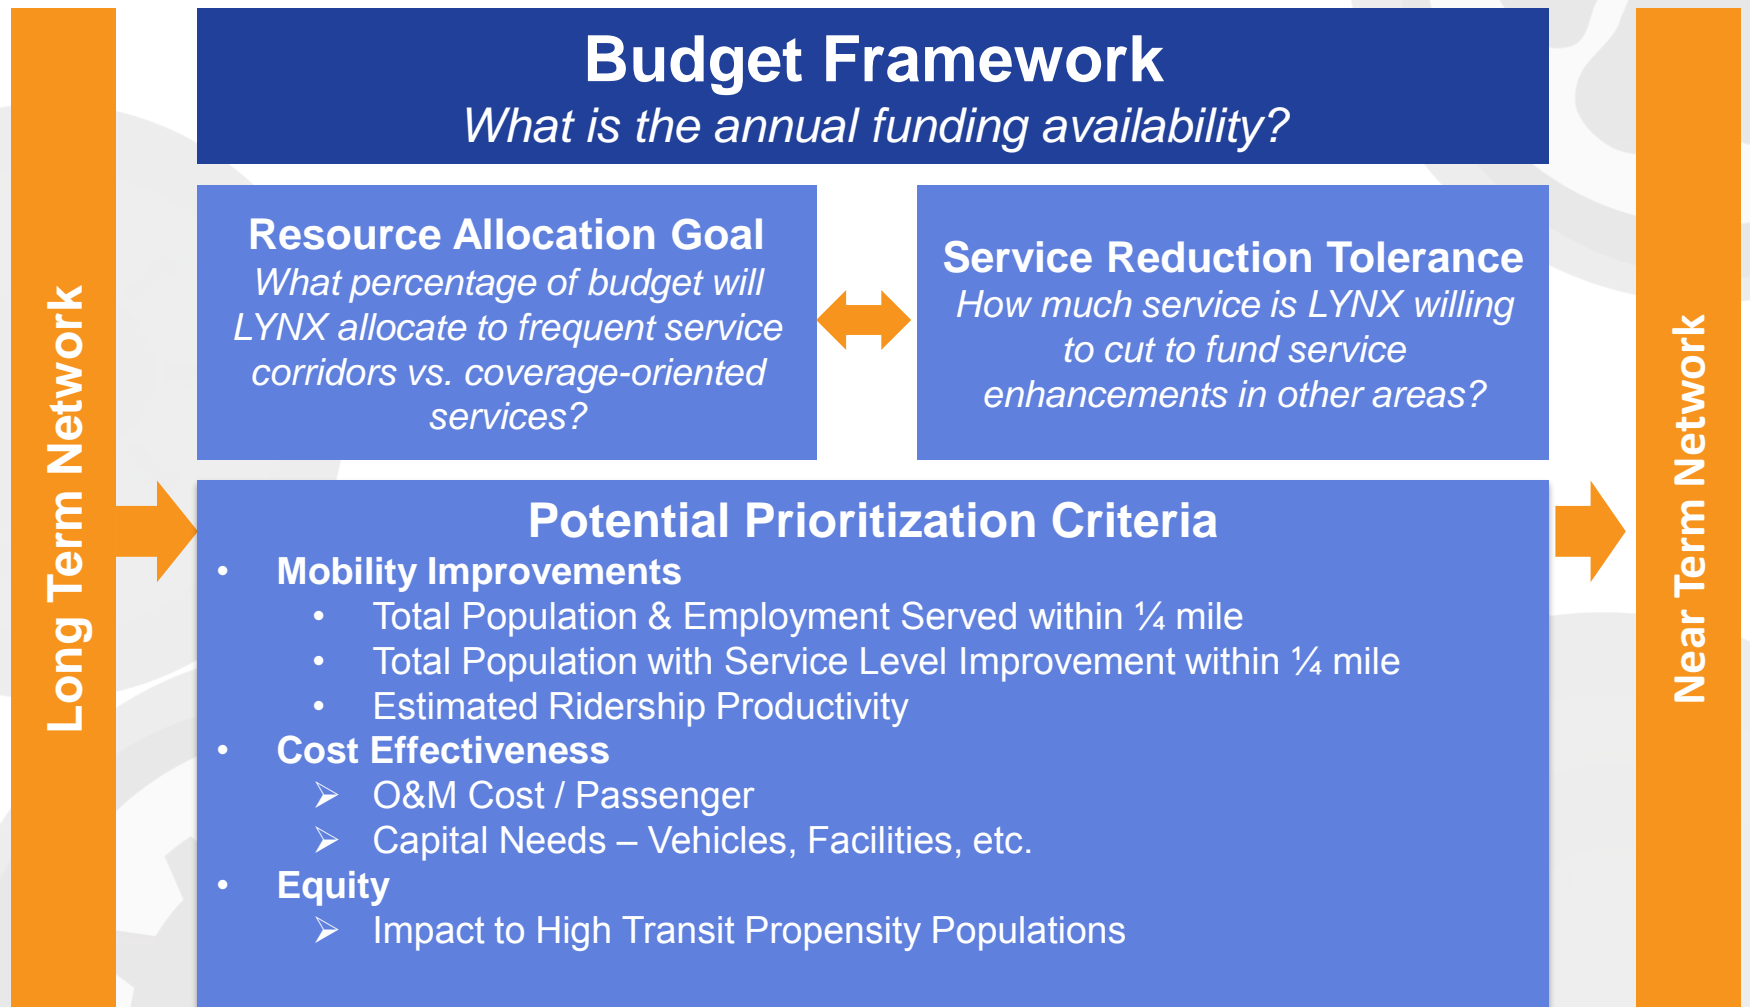 Long Term Network
Budget Framework
What is the annual funding availability?
Resource Allocation Goal
What percentage of budget will
LYNX allocate to frequent service
corridors vs. coverage-oriented
services?
Service Reduction Tolerance
How much service is LYNX willing
to cut to fund service
enhancements in other areas?
Potential Prioritization Criteria
• Mobility Improvements
• Total Population & Employment Served within ¼ mile
• Total Population with Service Level Improvement within ¼ mile
• Estimated Ridership Productivity
• Cost Effectiveness
➢ O&M Cost / Passenger
➢ Capital Needs – Vehicles, Facilities, etc.
• Equity
➢ Impact to High Transit Propensity Populations
Near Term Network